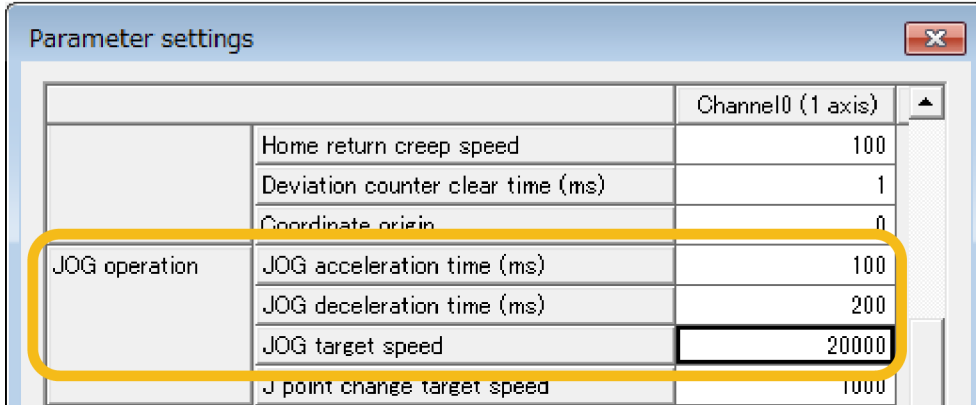 Parameter settings
Channel0 (1 axis)
Home return creep speed 100
Deviation counter clear time (ms) 1
Coordinate origin 0
JOG operation JOG acceleration time (ms) 100
JOG deceleration time (ms) 200
JOG target speed 20000
J point change target speed 1000